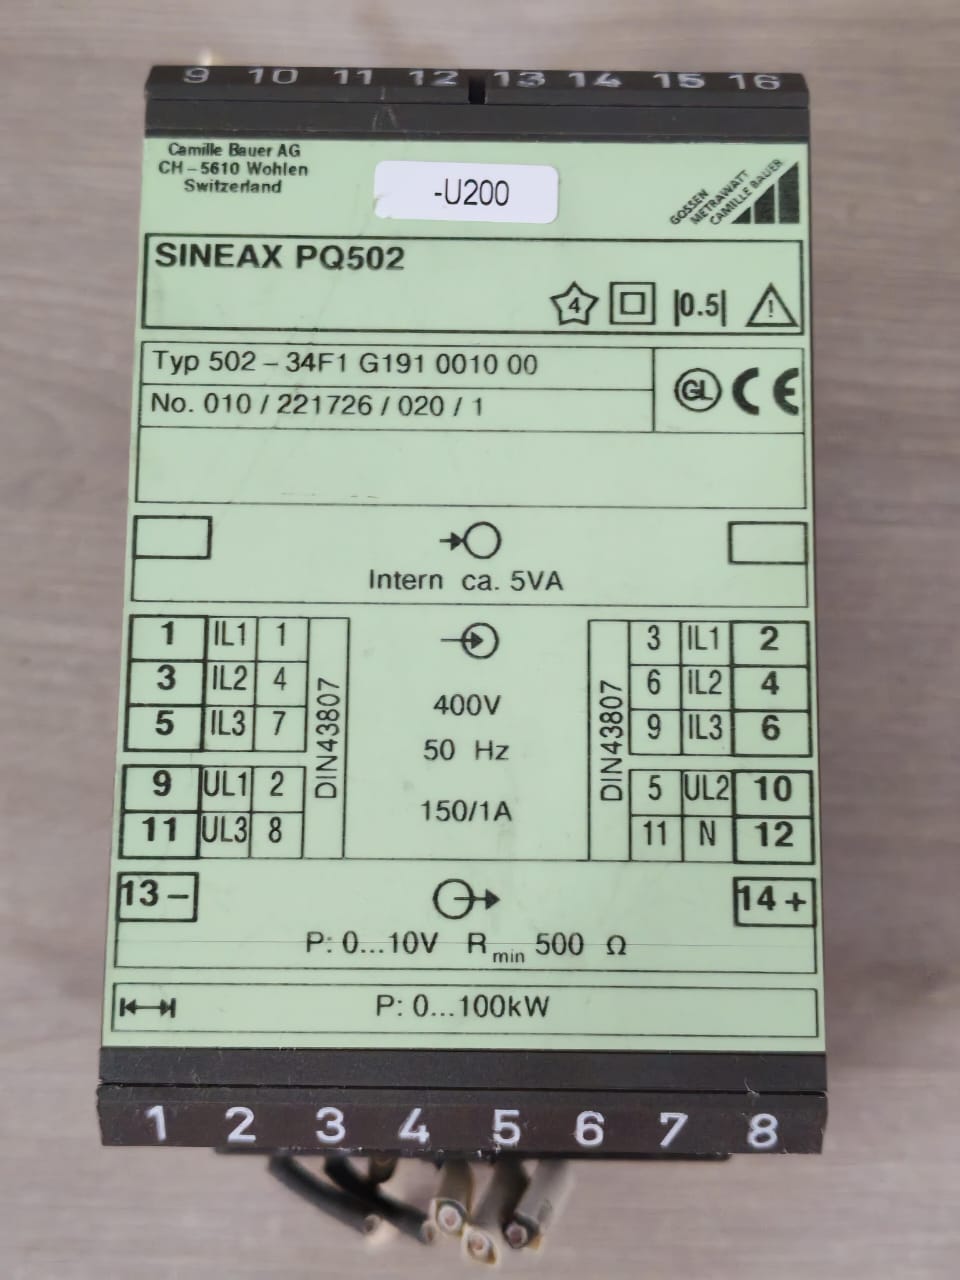 9 10 11 12 13 14 15 16
Camille Bauer AG
CH - 5610 Wohlen
Switzerland
-U200
GOSSEN
METRAWATT
CAMILLE BAUER
SINEAX PQ502
4 |0.5| !
Typ 502 - 34F1 G191 0010 00
No. 010 / 221726 / 020 / 1
GL CE
Intern ca. 5VA
1 IL1 1
3 IL2 4
5 IL3 7
9 UL1 2
11 UL3 8
DIN43807
400V
50 Hz
150/1A
DIN43807
3 IL1 2
6 IL2 4
9 IL3 6
5 UL2 10
11 N 12
13 - 14 +
P: 0...10V Rmin 500 Ω
P: 0...100kW
1 2 3 4 5 6 7 8